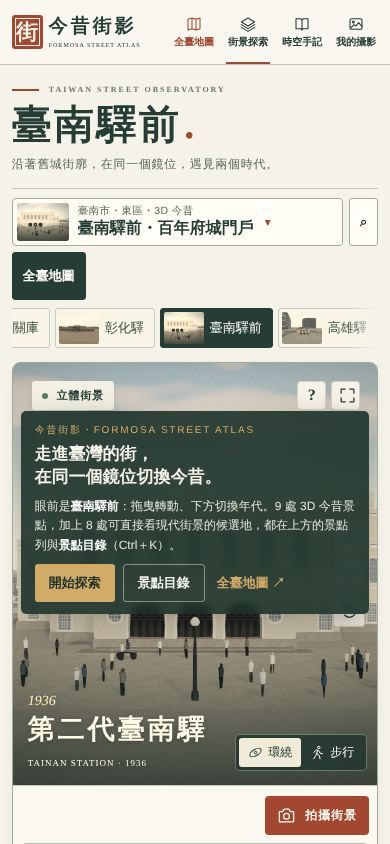 街 今昔街影
FORMOSA STREET ATLAS
全臺地圖 街景探索 時空手記 我的攝影
TAIWAN STREET OBSERVATORY
臺南驛前.
沿著舊城街廓，在同一個鏡位，遇見兩個時代。
臺南市・東區・3D 今昔
臺南驛前・百年府城門戶 ▼
全臺地圖
關庫 彰化驛 臺南驛前 高雄驛
立體街景 ?
今昔街影・FORMOSA STREET ATLAS
走進臺灣的街，
在同一個鏡位切換今昔。
眼前是臺南驛前：拖曳轉動、下方切換年代。9 處 3D 今昔景
點，加上 8 處可直接看現代街景的候選地，都在上方的景點
列與景點目錄（Ctrl＋K）。
開始探索 景點目錄 全臺地圖 ↗
1936
第二代臺南驛
TAINAN STATION · 1936
環繞 步行
拍攝街景